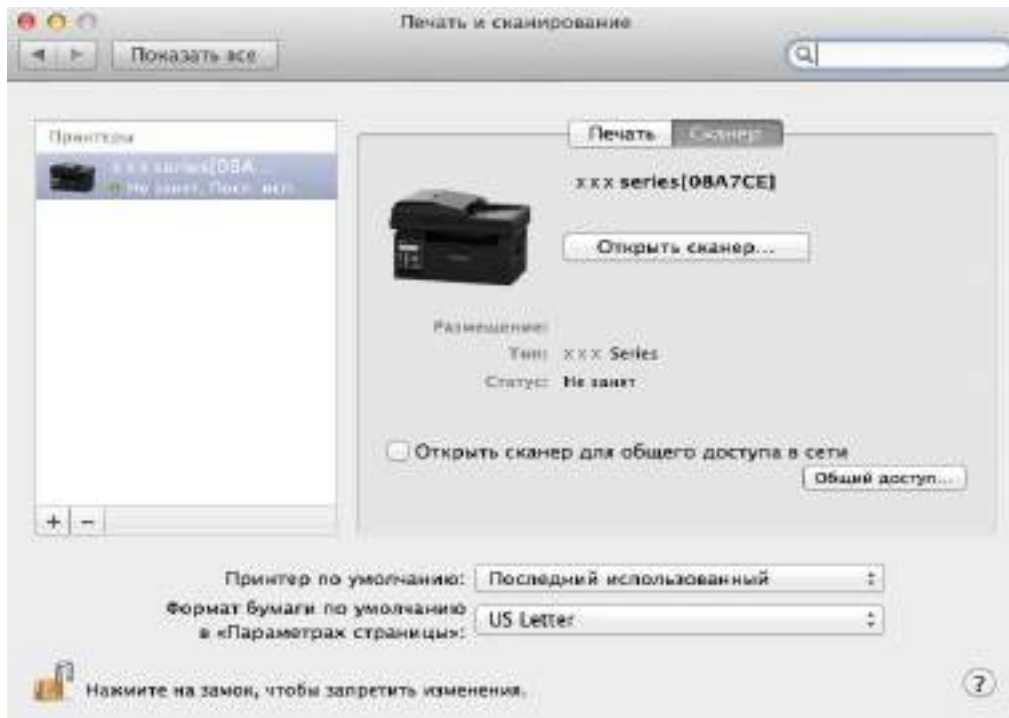 Печать и сканирование
Показать все
Принтеры
Печать
Сканер
x x x series[08A...
Не занят, Посл. исп...
x x x series[08A7CE]
Открыть сканер...
Размещение:
Тип: x x x Series
Статус: Не занят
Открыть сканер для общего доступа в сети
Общий доступ...
+ −
Принтер по умолчанию: Последний использованный
Формат бумаги по умолчанию
в «Параметрах страницы»: US Letter
Нажмите на замок, чтобы запретить изменения.
?